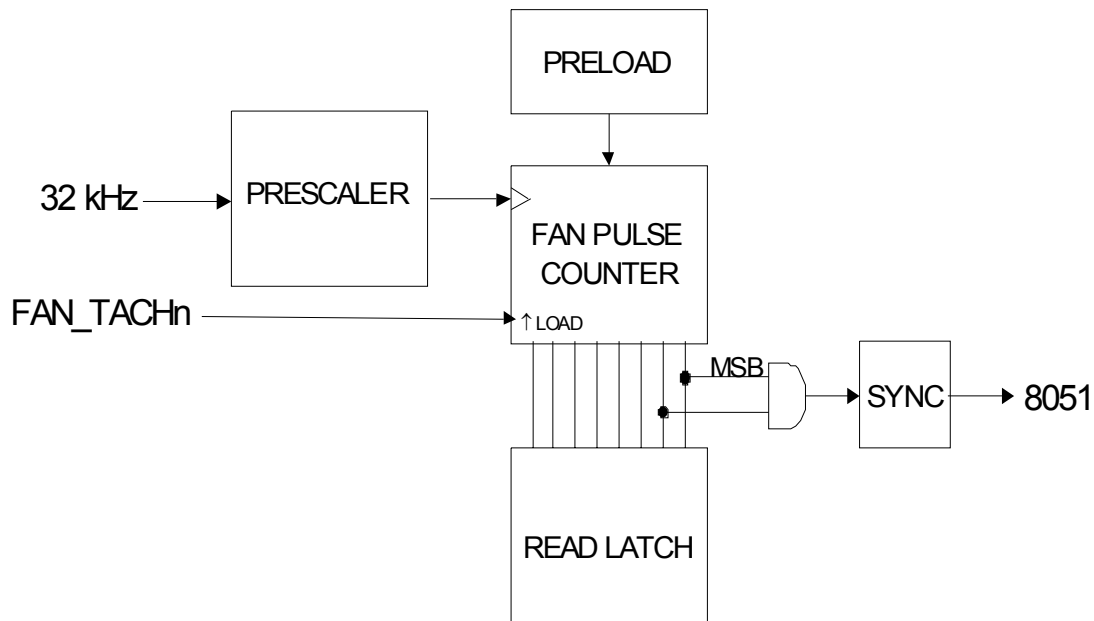 PRELOAD
32 kHz
PRESCALER
FAN PULSE
COUNTER
FAN_TACHn
↑ LOAD
MSB
SYNC
8051
READ LATCH